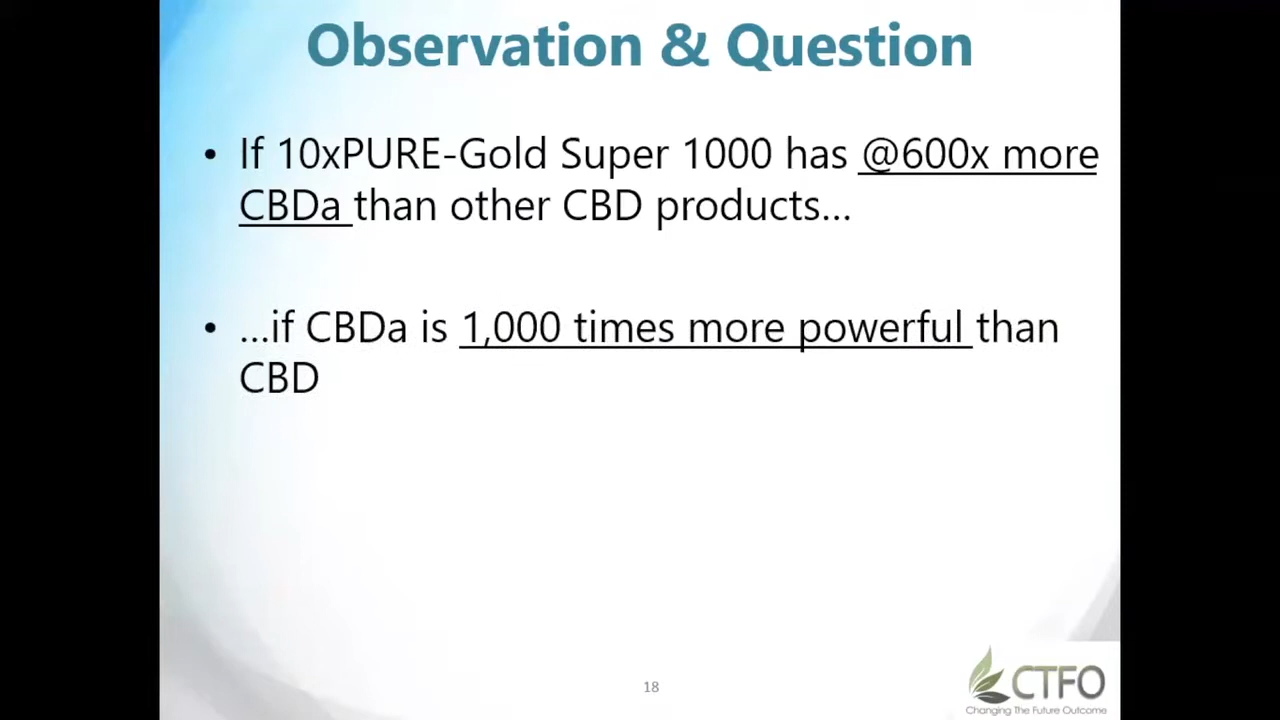 Observation & Question
• If 10xPURE-Gold Super 1000 has @600x more
CBDa than other CBD products...
• ...if CBDa is 1,000 times more powerful than
CBD
18
CTFO
Changing The Future Outcome